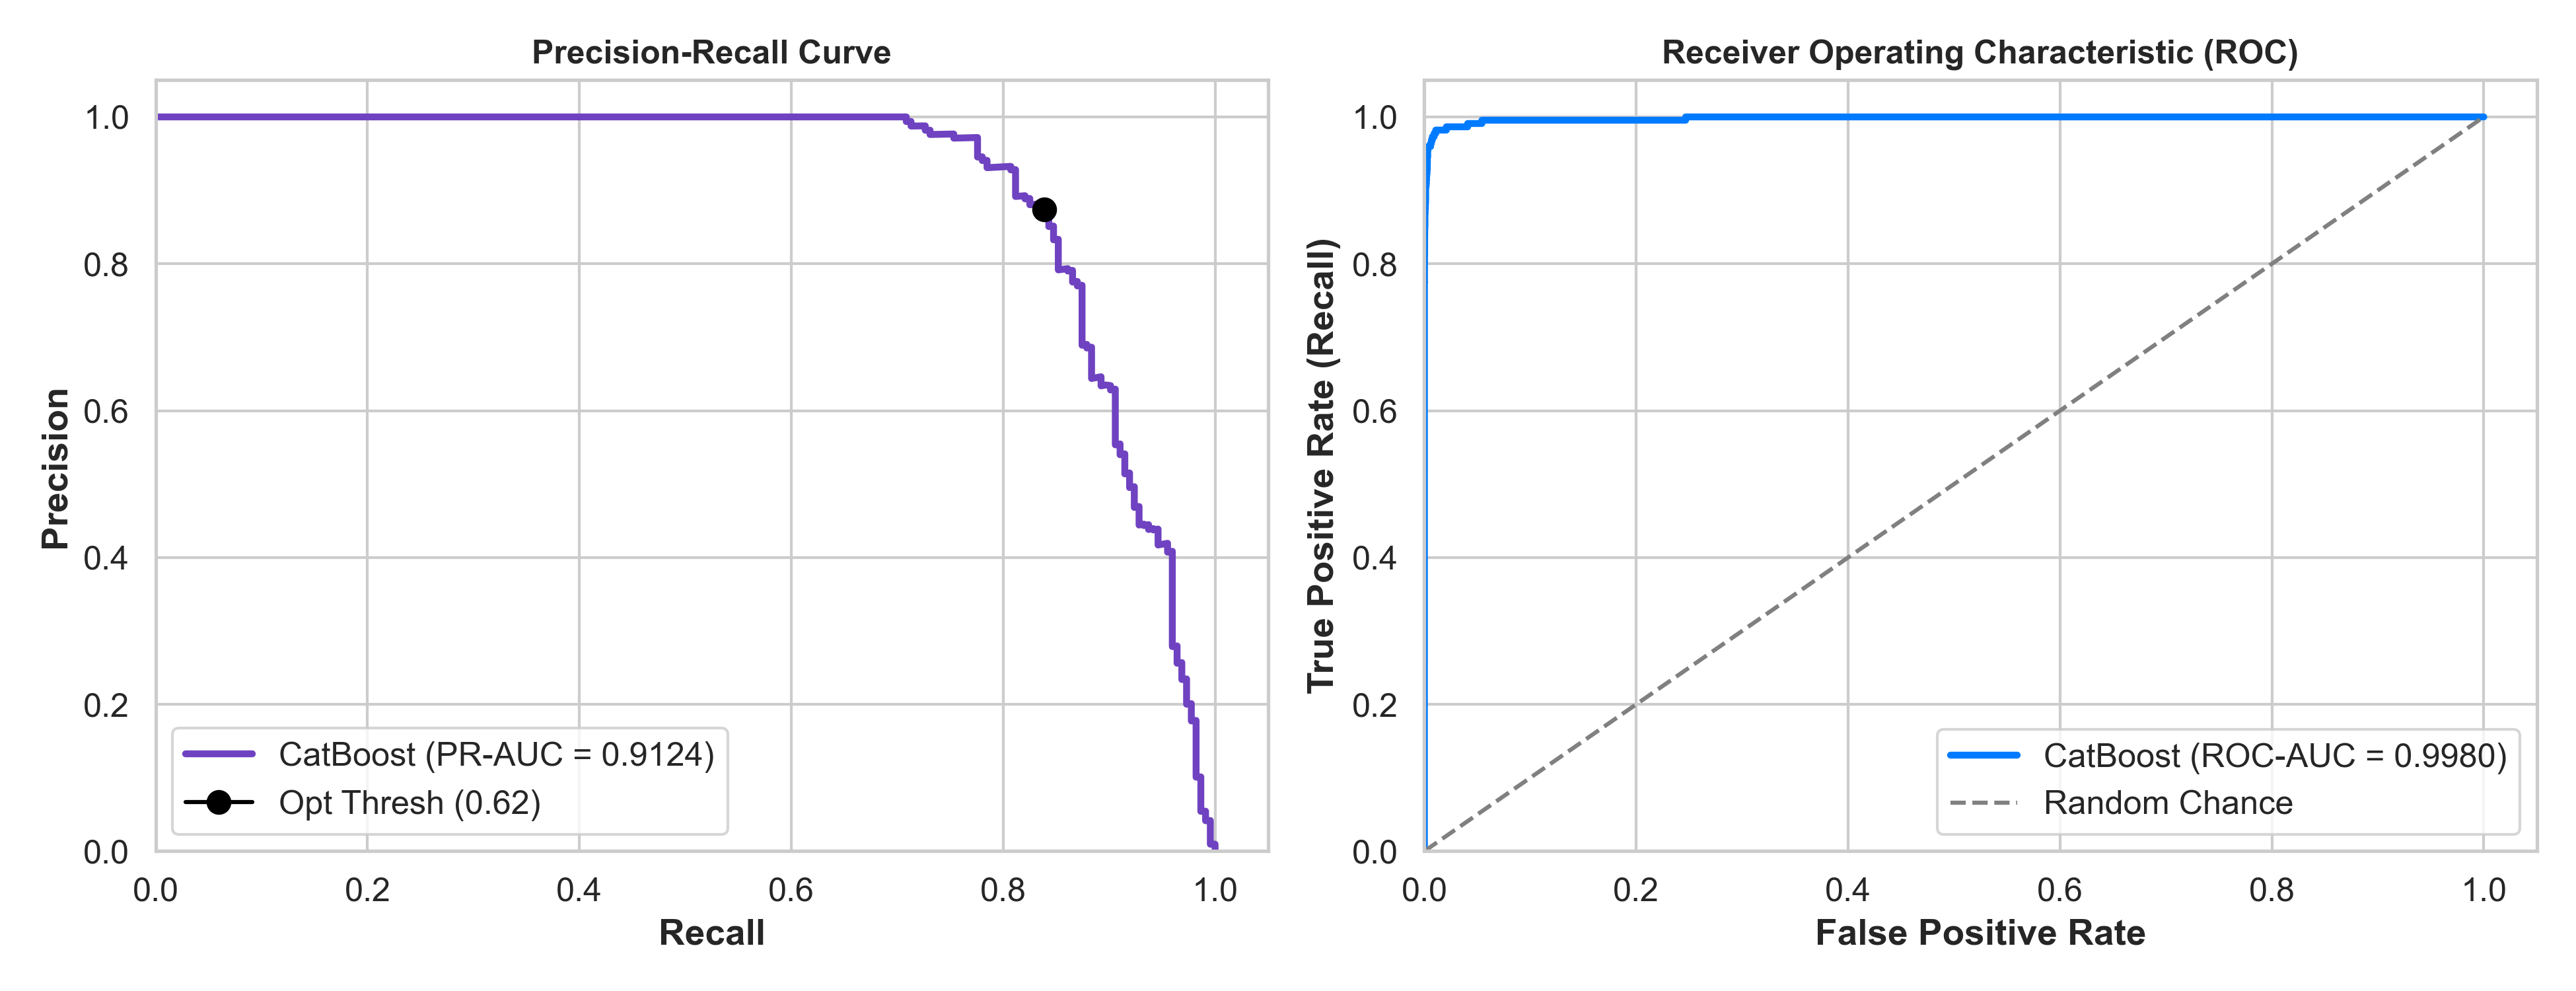 Precision-Recall Curve
Precision
1.0
0.8
0.6
0.4
0.2
0.0
CatBoost (PR-AUC = 0.9124)
Opt Thresh (0.62)
0.0 0.2 0.4 0.6 0.8 1.0
Recall
Receiver Operating Characteristic (ROC)
True Positive Rate (Recall)
1.0
0.8
0.6
0.4
0.2
0.0
CatBoost (ROC-AUC = 0.9980)
Random Chance
0.0 0.2 0.4 0.6 0.8 1.0
False Positive Rate